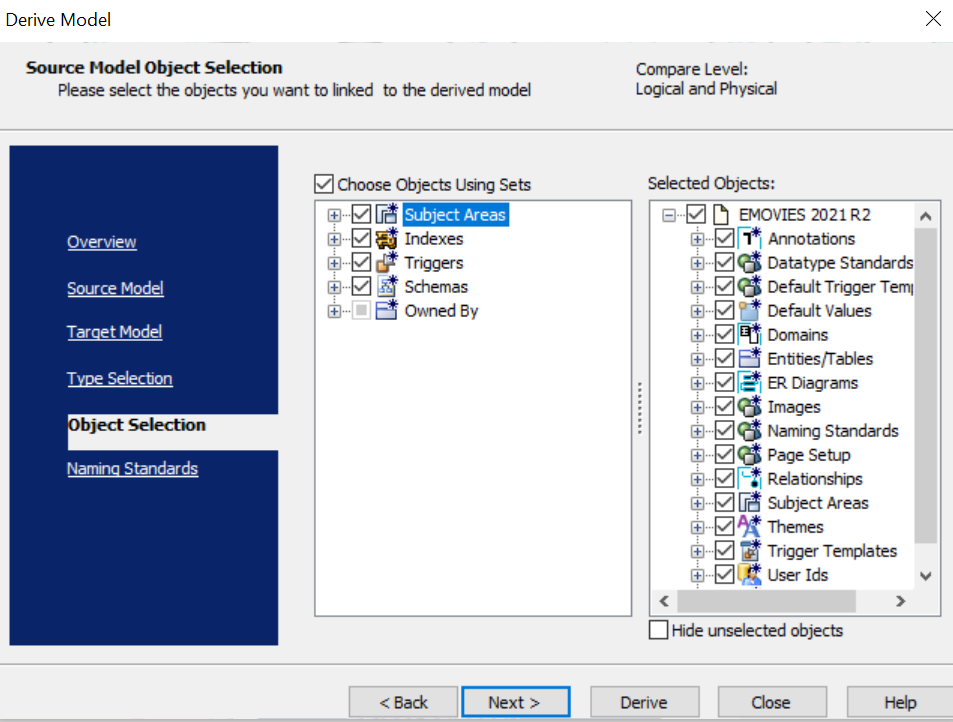 Derive Model
Source Model Object Selection
Please select the objects you want to linked  to the derived model
Compare Level:
Logical and Physical
Overview
Source Model
Target Model
Type Selection
Object Selection
Naming Standards
Choose Objects Using Sets
Subject Areas
Indexes
Triggers
Schemas
Owned By
Selected Objects:
EMOVIES 2021 R2
Annotations
Datatype Standards
Default Trigger Temp
Default Values
Domains
Entities/Tables
ER Diagrams
Images
Naming Standards
Page Setup
Relationships
Subject Areas
Themes
Trigger Templates
User Ids
Hide unselected objects
< Back
Next >
Derive
Close
Help